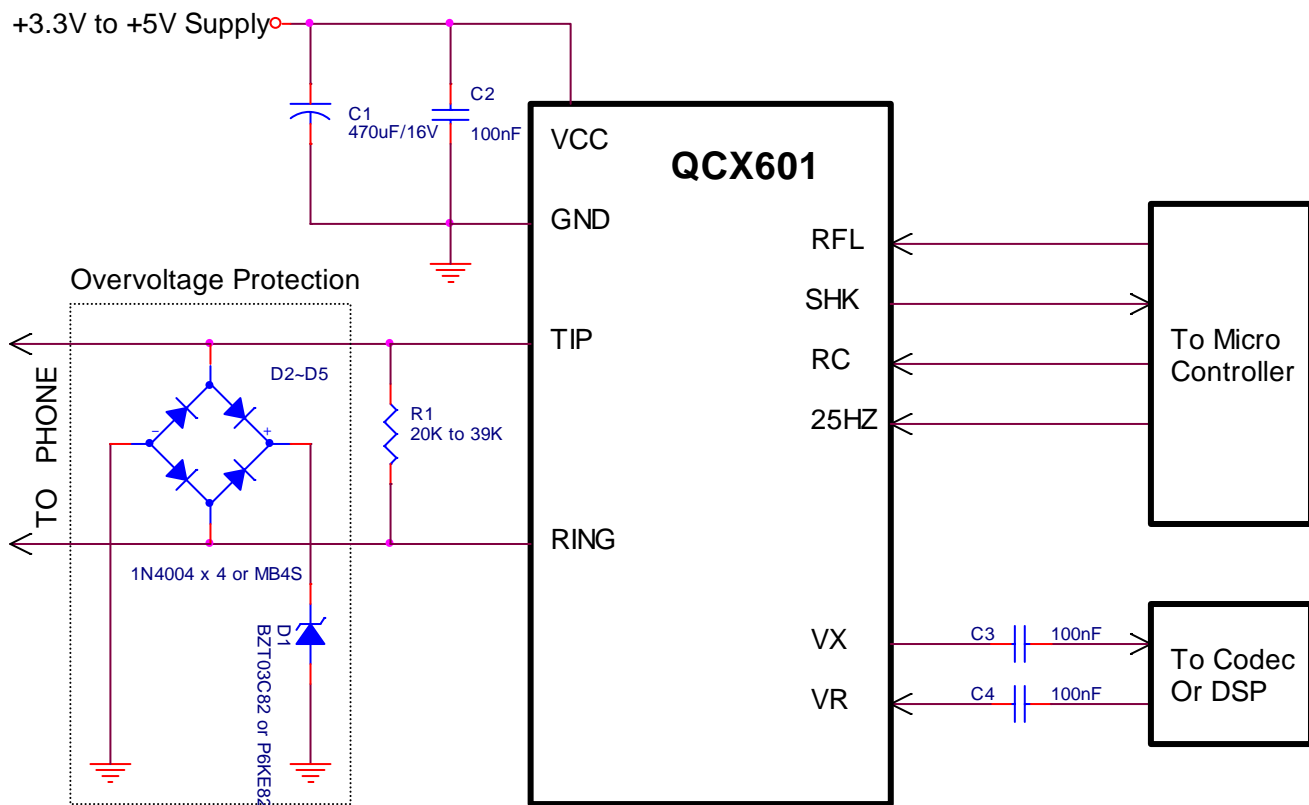 +3.3V to +5V Supply
C1
470uF/16V
C2
100nF
VCC
QCX601
GND
RFL
Overvoltage Protection
SHK
TIP
To Micro
Controller
RC
D2~D5
R1
20K to 39K
25HZ
− +
TO PHONE
RING
1N4004 x 4 or MB4S
D1
BZT03C82 or P6KE82
VX
C3
100nF
To Codec
Or DSP
VR
C4
100nF